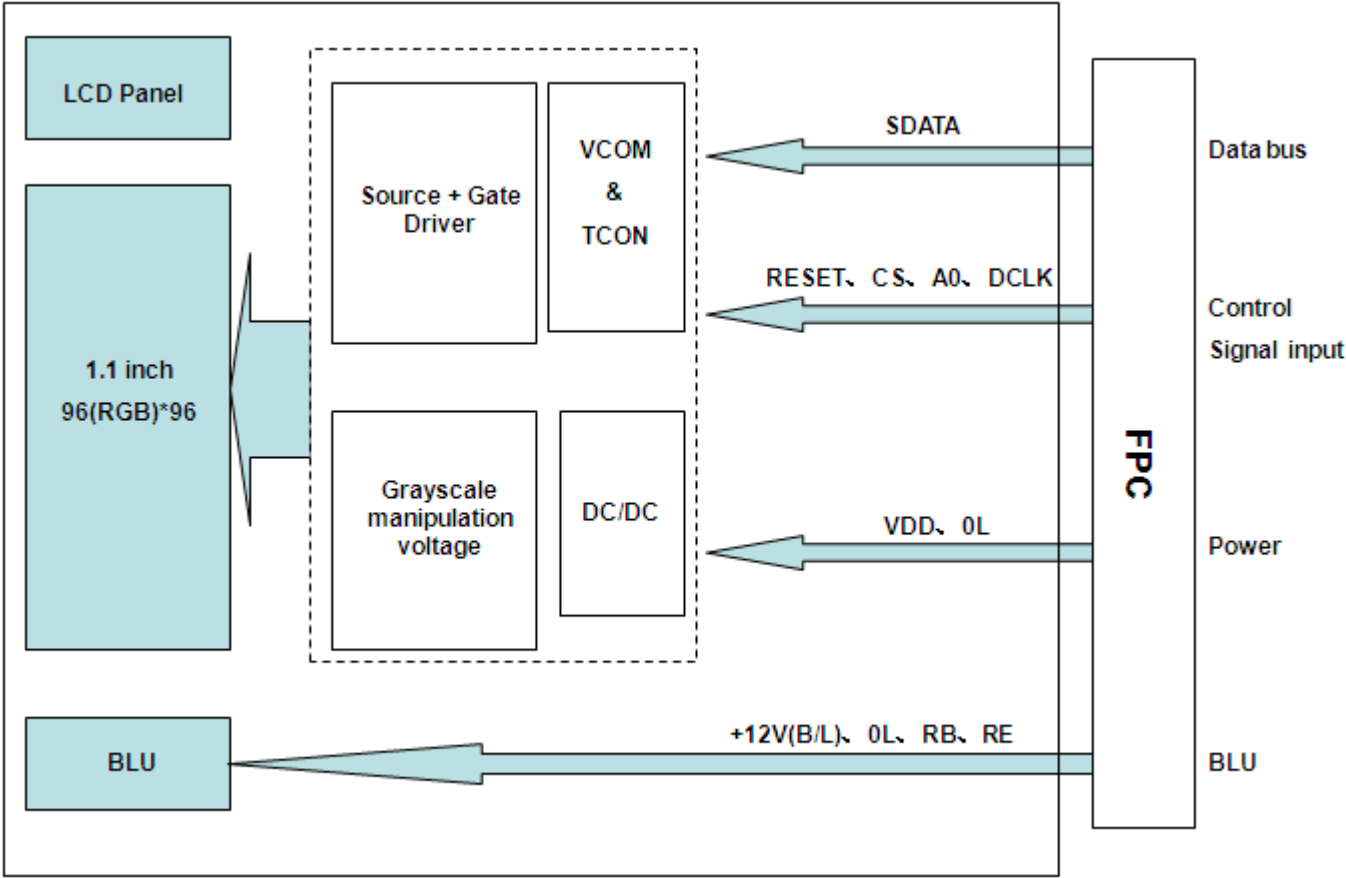 LCD Panel
1.1 inch
96(RGB)*96
BLU
Source + Gate
Driver
VCOM
&
TCON
Grayscale
manipulation
voltage
DC/DC
SDATA
RESET、CS、A0、DCLK
VDD、0L
+12V(B/L)、0L、RB、RE
FPC
Data bus
Control
Signal input
Power
BLU